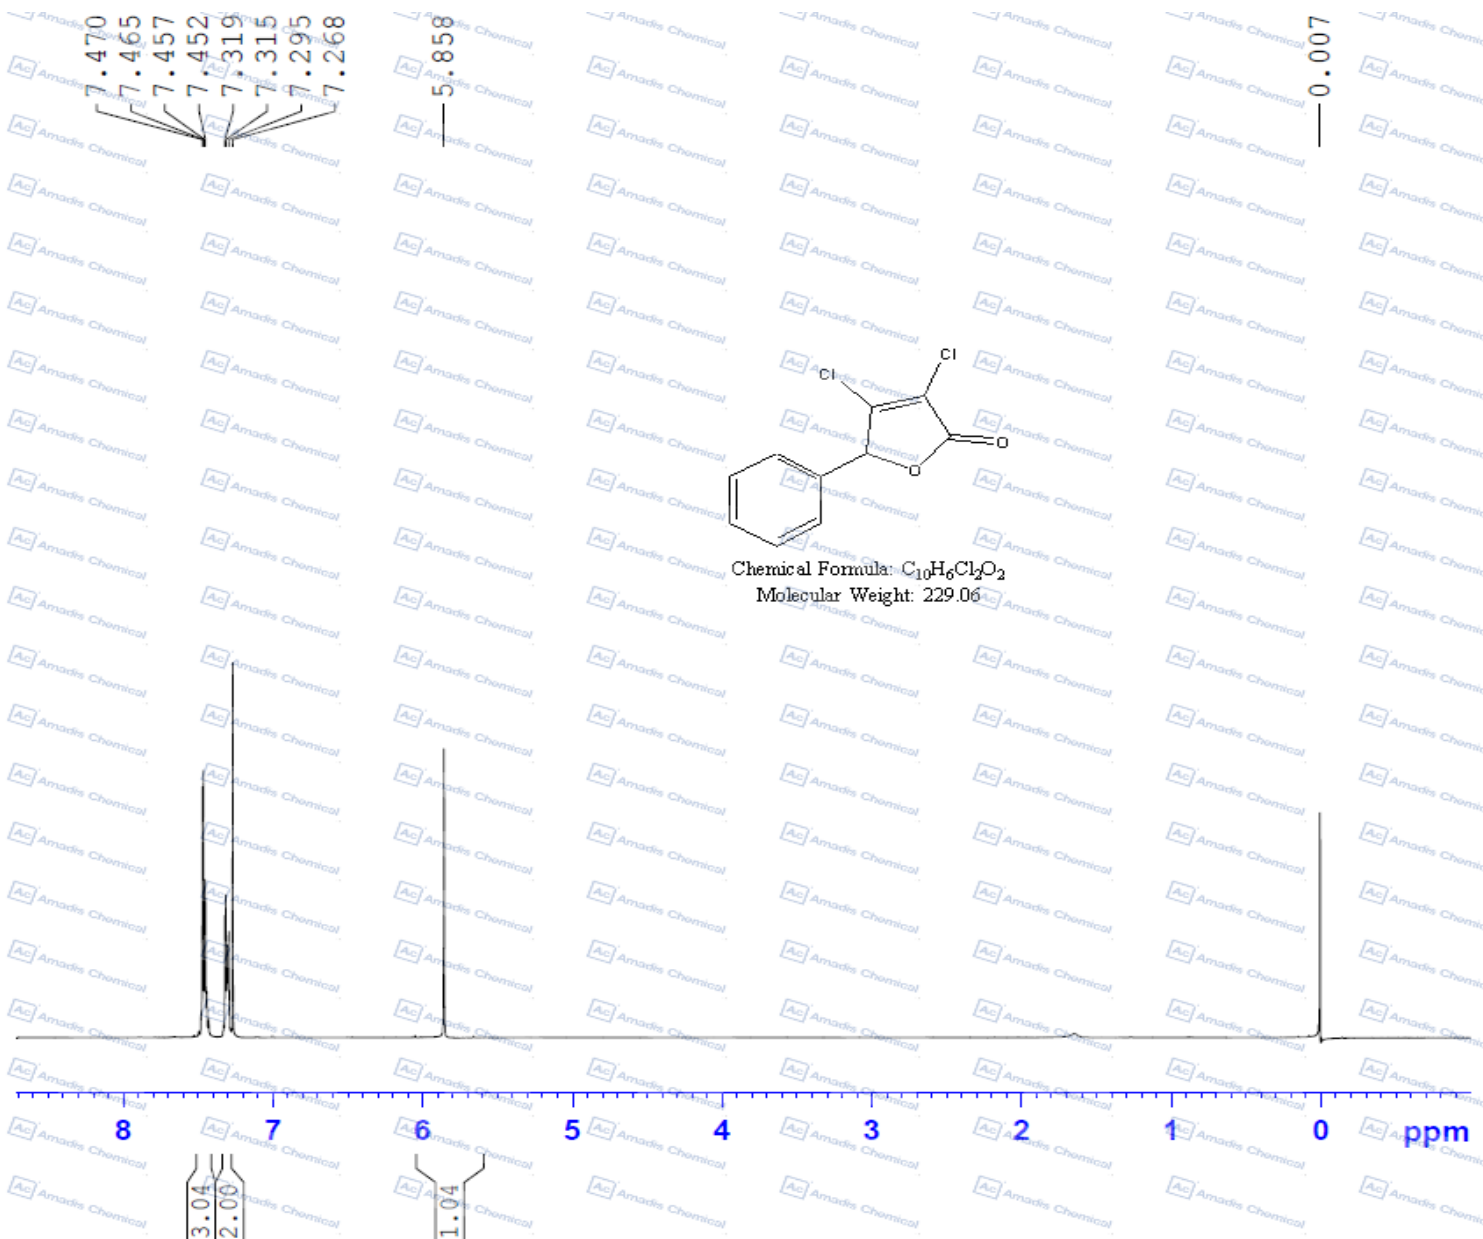 7.470
7.465
7.457
7.452
7.319
7.315
7.295
7.268
5.858
0.007
Cl
Cl
O
O
Chemical Formula: C₁₀H₆Cl₂O₂
Molecular Weight: 229.06
8 7 6 5 4 3 2 1 0 ppm
3.04
2.00
1.04
Ac Amadis Chemical